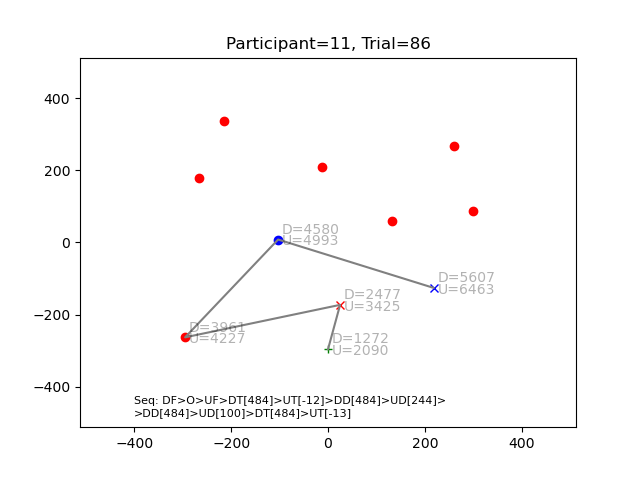 Participant=11, Trial=86
400
200
0
−200
−400
D=4580
U=4993
D=5607
U=6463
D=2477
U=3425
D=3961
U=4227
D=1272
U=2090
Seq: DF>O>UF>DT[484]>UT[-12]>DD[484]>UD[244]>
>DD[484]>UD[100]>DT[484]>UT[-13]
−400 −200 0 200 400